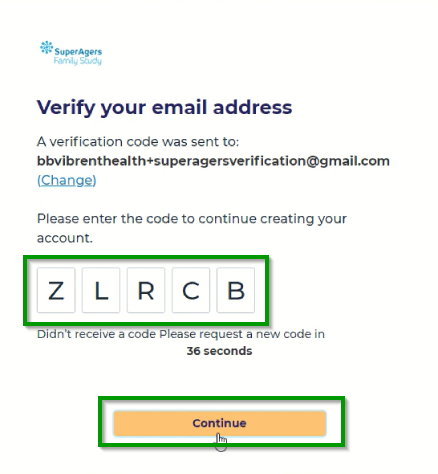 SuperAgers
Family Study
Verify your email address
A verification code was sent to:
bbvibrenthealth+superagersverification@gmail.com
(Change)
Please enter the code to continue creating your
account.
Z L R C B
Didn't receive a code Please request a new code in
36 seconds
Continue